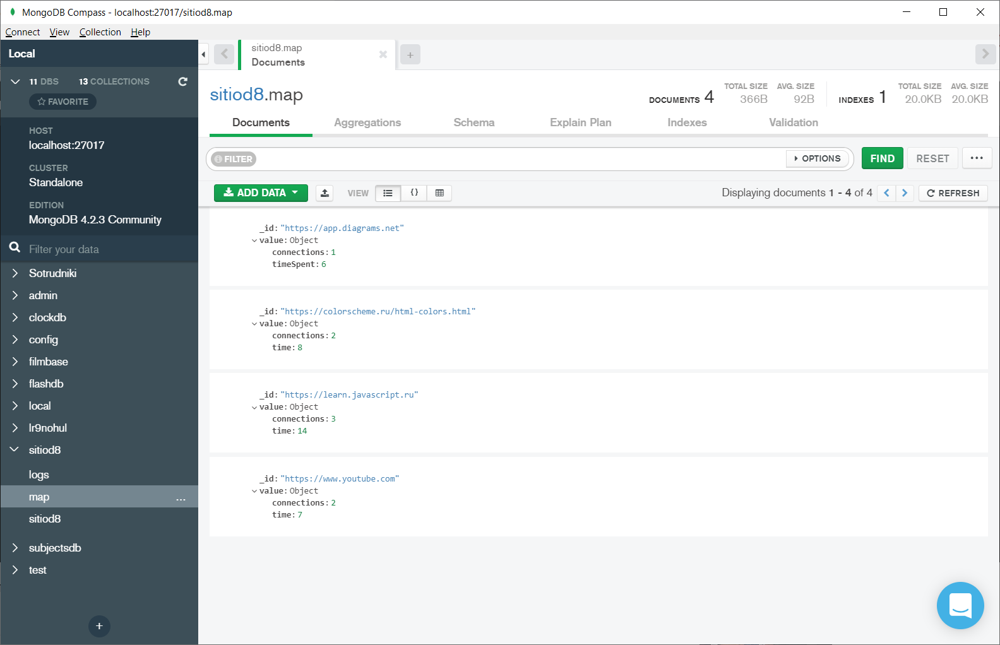 MongoDB Compass - localhost:27017/sitiod8.map
Connect View Collection Help
Local
11 DBS 13 COLLECTIONS
FAVORITE
HOST
localhost:27017
CLUSTER
Standalone
EDITION
MongoDB 4.2.3 Community
Filter your data
Sotrudniki
admin
clockdb
config
filmbase
flashdb
local
lr9nohul
sitiod8
logs
map ...
sitiod8
subjectsdb
test
+
sitiod8.map
Documents
+
sitiod8.map
DOCUMENTS 4
TOTAL SIZE AVG. SIZE
366B 92B
INDEXES 1
TOTAL SIZE AVG. SIZE
20.0KB 20.0KB
Documents Aggregations Schema Explain Plan Indexes Validation
FILTER OPTIONS FIND RESET ...
ADD DATA VIEW {} Displaying documents 1 - 4 of 4 REFRESH
_id: "https://app.diagrams.net"
value: Object
connections: 1
timeSpent: 6
_id: "https://colorscheme.ru/html-colors.html"
value: Object
connections: 2
time: 8
_id: "https://learn.javascript.ru"
value: Object
connections: 3
time: 14
_id: "https://www.youtube.com"
value: Object
connections: 2
time: 7